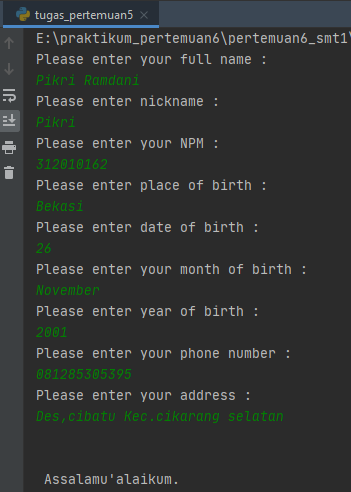 tugas_pertemuan5
E:\praktikum_pertemuan6\pertemuan6_smt1\
Please enter your full name :
Pikri Ramdani
Please enter nickname :
Pikri
Please enter your NPM :
312010162
Please enter place of birth :
Bekasi
Please enter date of birth :
26
Please enter your month of birth :
November
Please enter year of birth :
2001
Please enter your phone number :
081285305395
Please enter your address :
Des,cibatu Kec.cikarang selatan
Assalamu'alaikum.